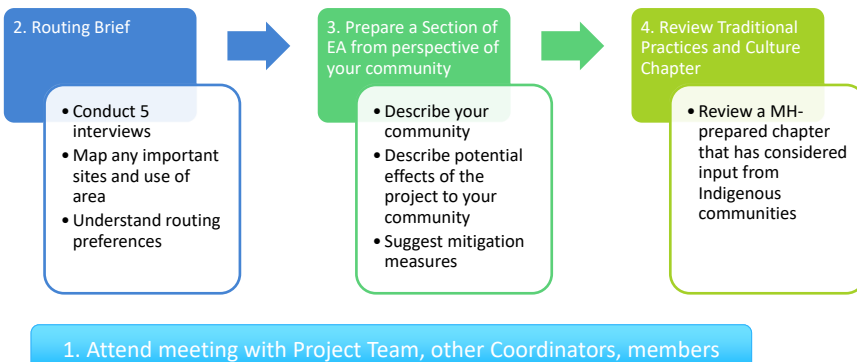 2. Routing Brief
• Conduct 5
interviews
• Map any important
sites and use of
area
• Understand routing
preferences
3. Prepare a Section of
EA from perspective of
your community
• Describe your
community
• Describe potential
effects of the
project to your
community
• Suggest mitigation
measures
4. Review Traditional
Practices and Culture
Chapter
• Review a MH-
prepared chapter
that has considered
input from
Indigenous
communities
1. Attend meeting with Project Team, other Coordinators, members